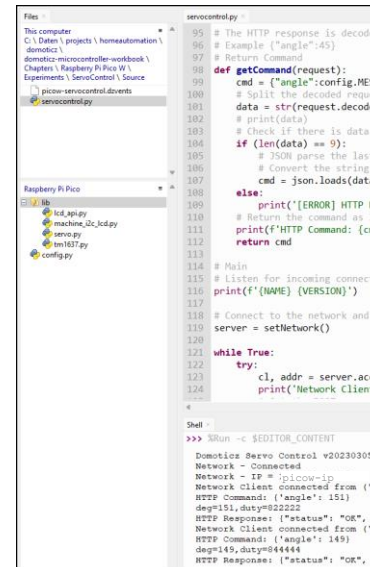 Files
This computer
C: \ Daten \ projects \ homeautomation \
domoticz \
domoticz-microcontroller-workbook \
Chapters \ Raspberry Pi Pico W \
Experiments \ ServoControl \ Source
picow-servocontrol.dzvents
servocontrol.py
Raspberry Pi Pico
lib
lcd_api.py
machine_i2c_lcd.py
servo.py
tm1637.py
config.py
servocontrol.py
95 # The HTTP response is decod
96 # Example {"angle":45}
97 # Return Command
98 def getCommand(request):
99 cmd = {"angle":config.MES
100 # Split the decoded reque
101 data = str(request.decode
102 # print(data)
103 # Check if there is data
104 if (len(data) == 9):
105 # JSON parse the las
106 # Convert the string
107 cmd = json.loads(data
108 else:
109 print('[ERROR] HTTP
110 # Return the command as
111 print(f'HTTP Command: {c
112 return cmd
113
114 # Main
115 # Listen for incoming connect
116 print(f'{NAME} {VERSION}')
117
118 # Connect to the network and
119 server = setNetwork()
120
121 while True:
122 try:
123 cl, addr = server.acc
124 print('Network Clien
Shell
>>> %Run -c $EDITOR_CONTENT
Domoticz Servo Control v20230305
Network - Connected
Network - IP = picow-ip
Network Client connected from ('
HTTP Command: {'angle': 151}
deg=151,duty=822222
HTTP Response: {"status": "OK",
Network Client connected from ('
HTTP Command: {'angle': 149}
deg=149,duty=844444
HTTP Response: {"status": "OK",